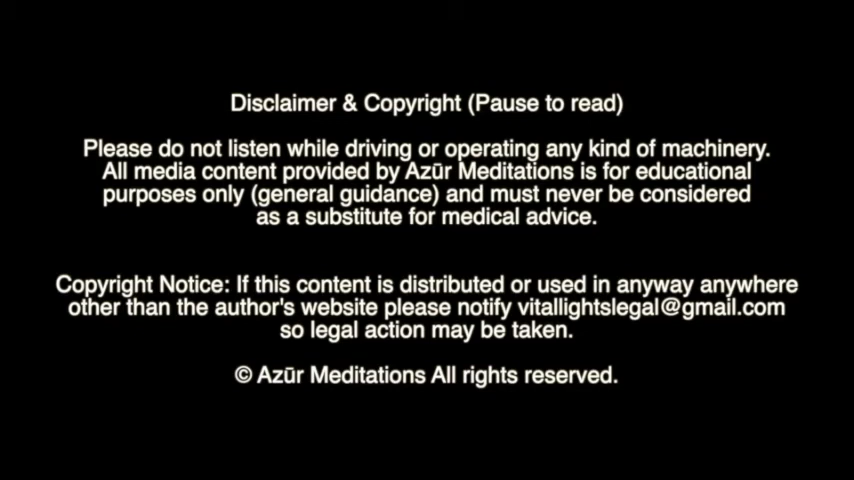 Disclaimer & Copyright (Pause to read)
Please do not listen while driving or operating any kind of machinery.
All media content provided by Azūr Meditations is for educational
purposes only (general guidance) and must never be considered
as a substitute for medical advice.
Copyright Notice: If this content is distributed or used in anyway anywhere
other than the author's website please notify vitallightslegal@gmail.com
so legal action may be taken.
© Azūr Meditations All rights reserved.